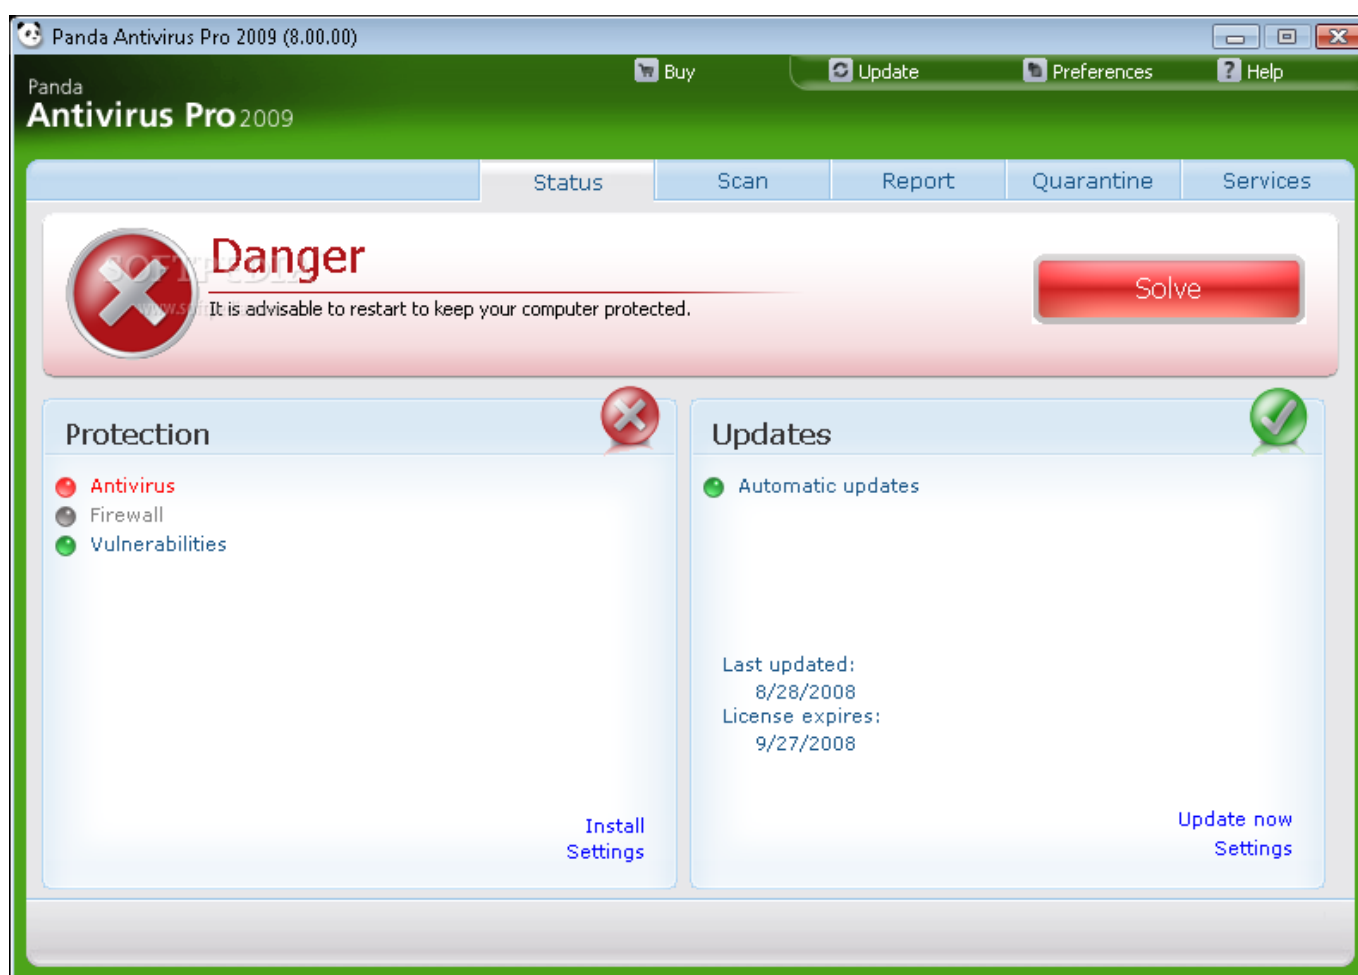 Panda Antivirus Pro 2009 (8.00.00)
Buy
Update
Preferences
? Help
Panda
Antivirus Pro 2009
Status
Scan
Report
Quarantine
Services
Danger
SOFTPEDIA
It is advisable to restart to keep your computer protected.
Solve
Protection
Antivirus
Firewall
Vulnerabilities
Install
Settings
Updates
Automatic updates
Last updated:
8/28/2008
License expires:
9/27/2008
Update now
Settings